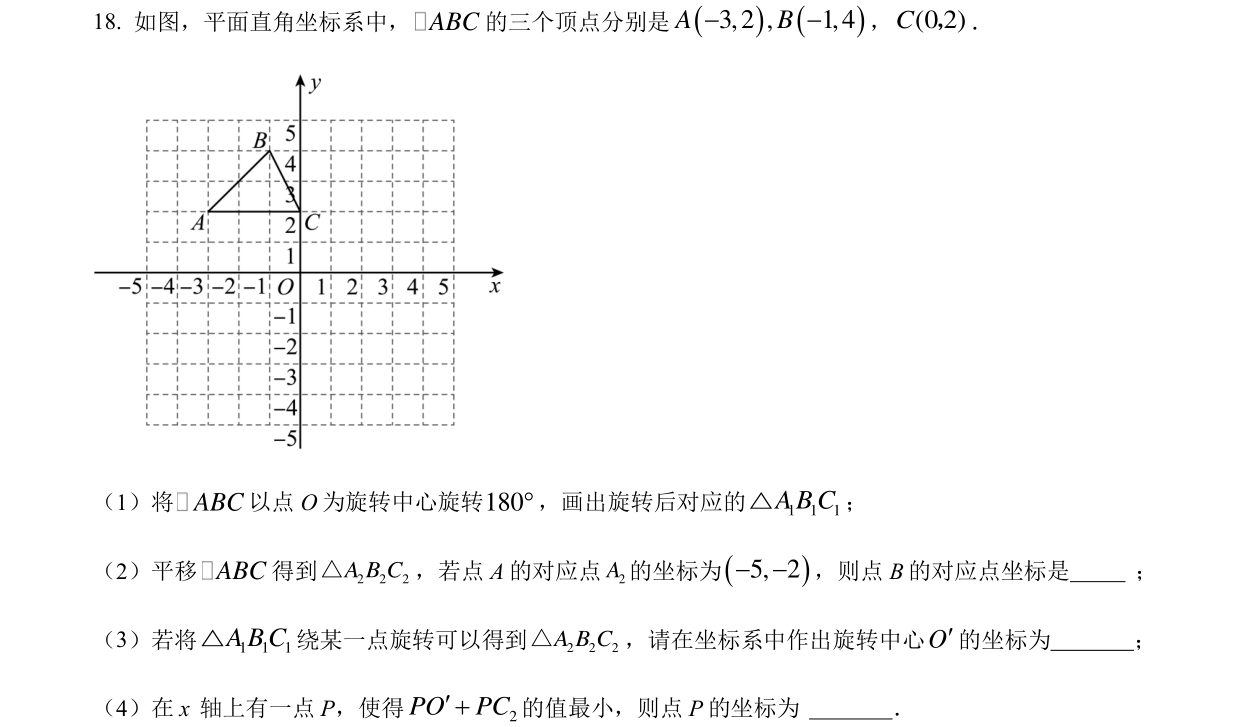 18. 如图，平面直角坐标系中，□ABC 的三个顶点分别是 A(−3,2),B(−1,4)，C(0,2)．
y
5
B
4
3
A
2 C
1
−5 −4 −3 −2 −1 O 1 2 3 4 5 x
−1
−2
−3
−4
−5
（1）将□ABC 以点 O 为旋转中心旋转180°，画出旋转后对应的△A₁B₁C₁；
（2）平移□ABC 得到△A₂B₂C₂，若点 A 的对应点 A₂ 的坐标为(−5,−2)，则点 B 的对应点坐标是_____；
（3）若将△A₁B₁C₁ 绕某一点旋转可以得到△A₂B₂C₂，请在坐标系中作出旋转中心O′ 的坐标为_______；
（4）在 x 轴上有一点 P，使得 PO′+PC₂ 的值最小，则点 P 的坐标为 _______．